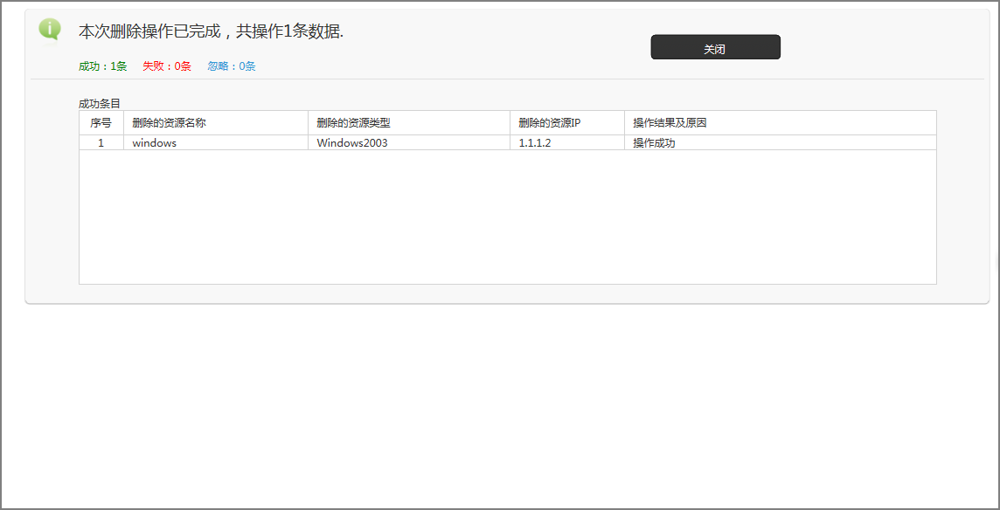 本次删除操作已完成，共操作1条数据.
关闭
成功：1条 失败：0条 忽略：0条
成功条目
序号 删除的资源名称 删除的资源类型 删除的资源IP 操作结果及原因
1 windows Windows2003 1.1.1.2 操作成功